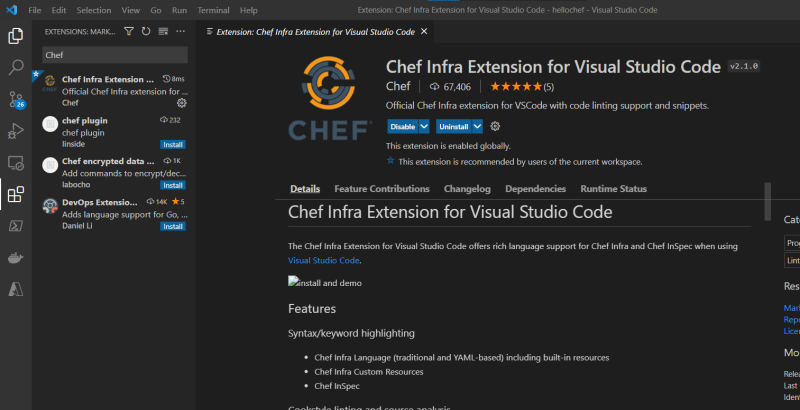 File Edit Selection View Go Run Terminal Help
Extension: Chef Infra Extension for Visual Studio Code - hellochef - Visual Studio Code
EXTENSIONS: MARK...
Chef
Chef Infra Extension ... 8ms
Official Chef Infra extension for ...
Chef
chef plugin 232
chef plugin
linside Install
Chef encrypted data ... 1K
Add commands to encrypt/dec...
labocho Install
DevOps Extensio... 14K 5
Adds language support for Go, ...
Daniel Li Install
26
CHEF
Extension: Chef Infra Extension for Visual Studio Code
CHEF
Chef Infra Extension for Visual Studio Code v2.1.0
Chef 67,406 (5)
Official Chef Infra extension for VSCode with code linting support and snippets.
Disable Uninstall
This extension is enabled globally.
This extension is recommended by users of the current workspace.
Details Feature Contributions Changelog Dependencies Runtime Status
Chef Infra Extension for Visual Studio Code
The Chef Infra Extension for Visual Studio Code offers rich language support for Chef Infra and Chef InSpec when using
Visual Studio Code.
install and demo
Features
Syntax/keyword highlighting
Chef Infra Language (traditional and YAML-based) including built-in resources
Chef Infra Custom Resources
Chef InSpec
Cookstyle linting and source analysis
Cate
Prog
Lint
Res
Mark
Repo
Licen
Mo
Relea
Last
Ident